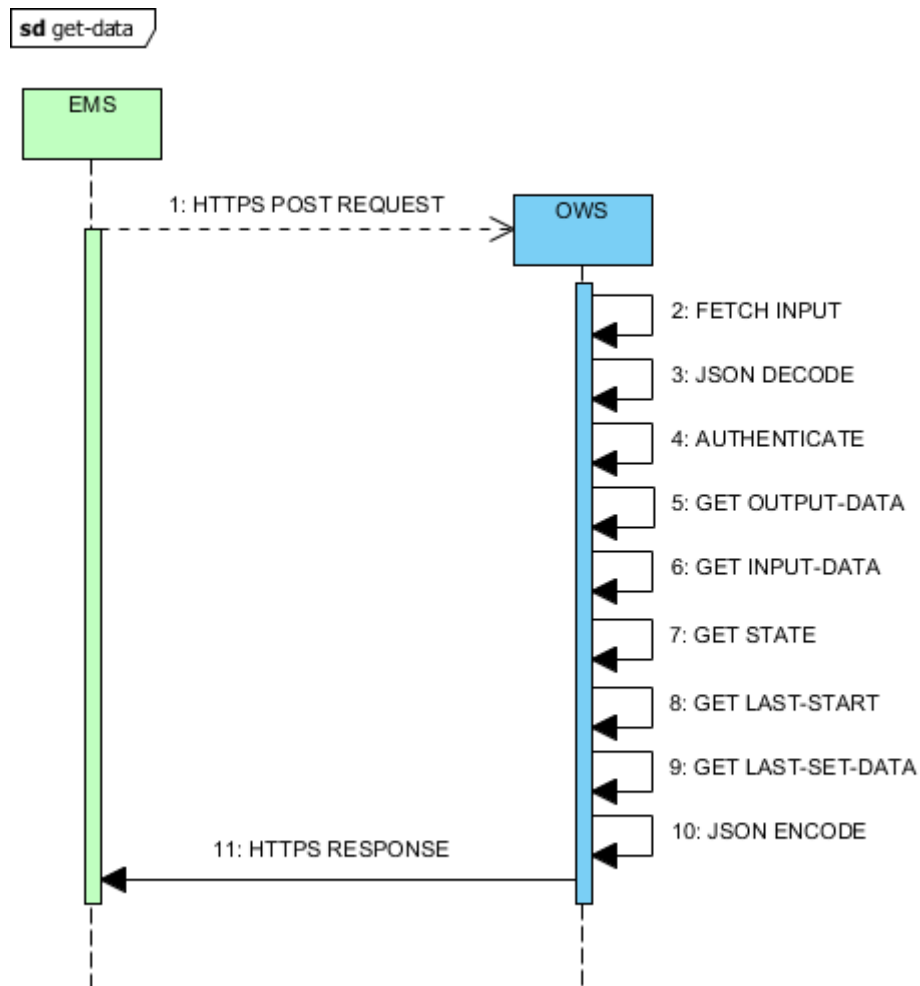 sd get-data
EMS
1: HTTPS POST REQUEST
OWS
2: FETCH INPUT
3: JSON DECODE
4: AUTHENTICATE
5: GET OUTPUT-DATA
6: GET INPUT-DATA
7: GET STATE
8: GET LAST-START
9: GET LAST-SET-DATA
10: JSON ENCODE
11: HTTPS RESPONSE